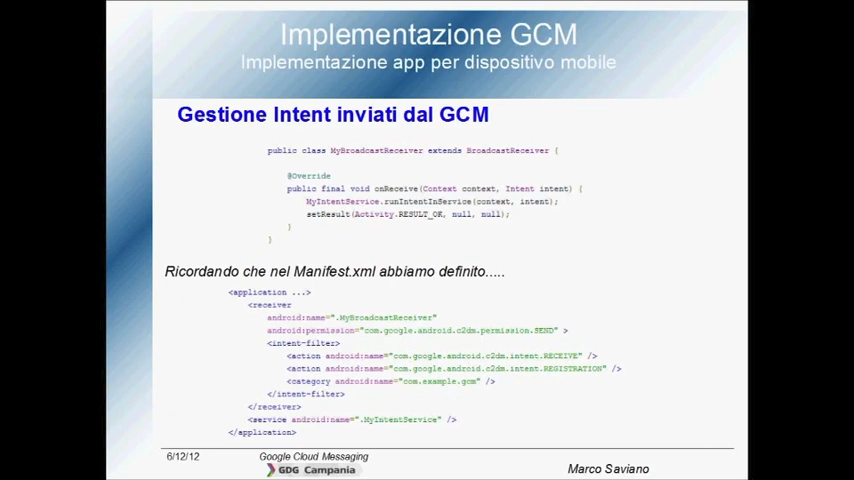 Implementazione GCM
Implementazione app per dispositivo mobile
Gestione Intent inviati dal GCM
public class MyBroadcastReceiver extends BroadcastReceiver {
@Override
public final void onReceive(Context context, Intent intent) {
MyIntentService.runIntentInService(context, intent);
setResult(Activity.RESULT_OK, null, null);
}
}
Ricordando che nel Manifest.xml abbiamo definito.....
<application ...>
<receiver
android:name=".MyBroadcastReceiver"
android:permission="com.google.android.c2dm.permission.SEND" >
<intent-filter>
<action android:name="com.google.android.c2dm.intent.RECEIVE" />
<action android:name="com.google.android.c2dm.intent.REGISTRATION" />
<category android:name="com.example.gcm" />
</intent-filter>
</receiver>
<service android:name=".MyIntentService" />
</application>
6/12/12
Google Cloud Messaging
GDG Campania
Marco Saviano